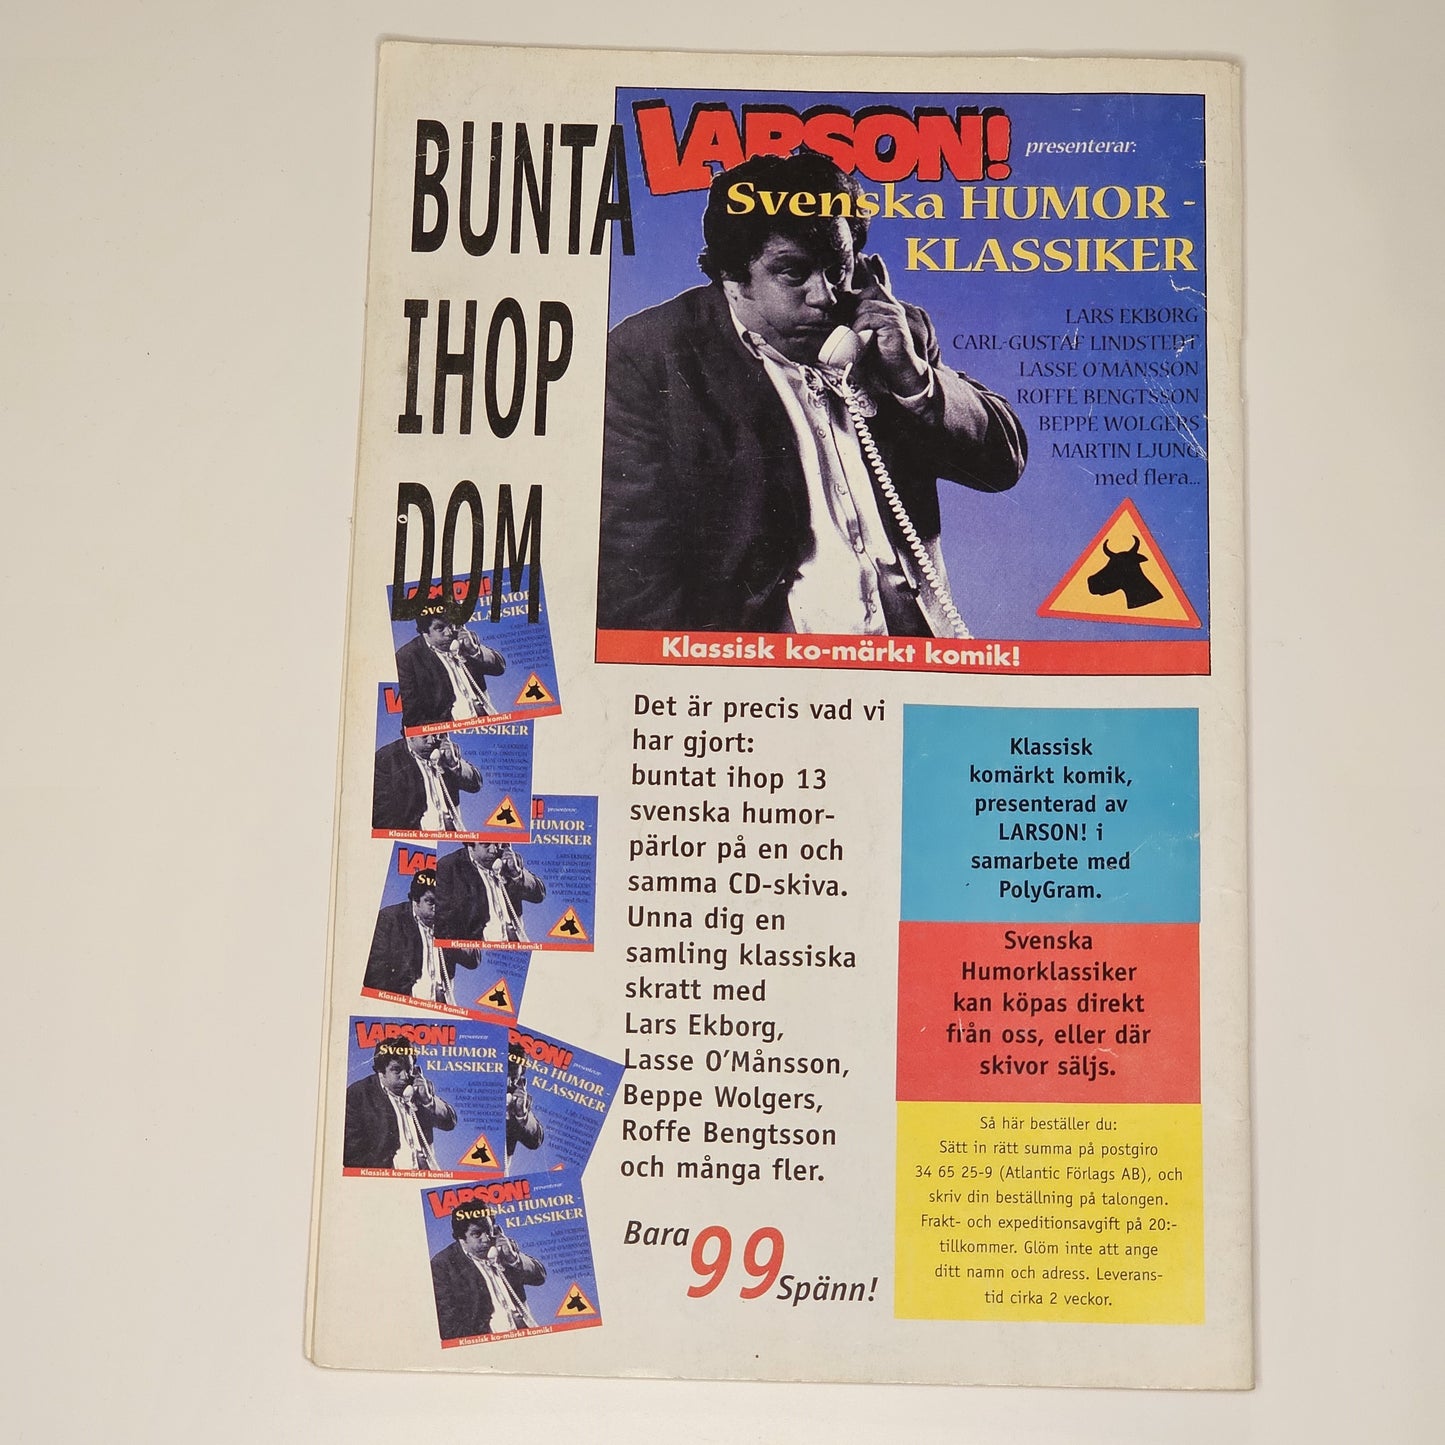 BUNTA
IHOP
DOM
LARSON! presenterar:
Svenska HUMOR -
KLASSIKER
LARS EKBORG
CARL-GUSTAF LINDSTEDT
LASSE O'MÅNSSON
ROFFE BENGTSSON
BEPPE WOLGERS
MARTIN LJUNG
med flera...
Klassisk ko-märkt komik!
Det är precis vad vi
har gjort:
buntat ihop 13
svenska humor-
pärlor på en och
samma CD-skiva.
Unna dig en
samling klassiska
skratt med
Lars Ekborg,
Lasse O'Månsson,
Beppe Wolgers,
Roffe Bengtsson
och många fler.
Bara 99 Spänn!
Klassisk
komärkt komik,
presenterad av
LARSON! i
samarbete med
PolyGram.
Svenska
Humorklassiker
kan köpas direkt
från oss, eller där
skivor säljs.
Så här beställer du:
Sätt in rätt summa på postgiro
34 65 25-9 (Atlantic Förlags AB), och
skriv din beställning på talongen.
Frakt- och expeditionsavgift på 20:-
tillkommer. Glöm inte att ange
ditt namn och adress. Leverans-
tid cirka 2 veckor.